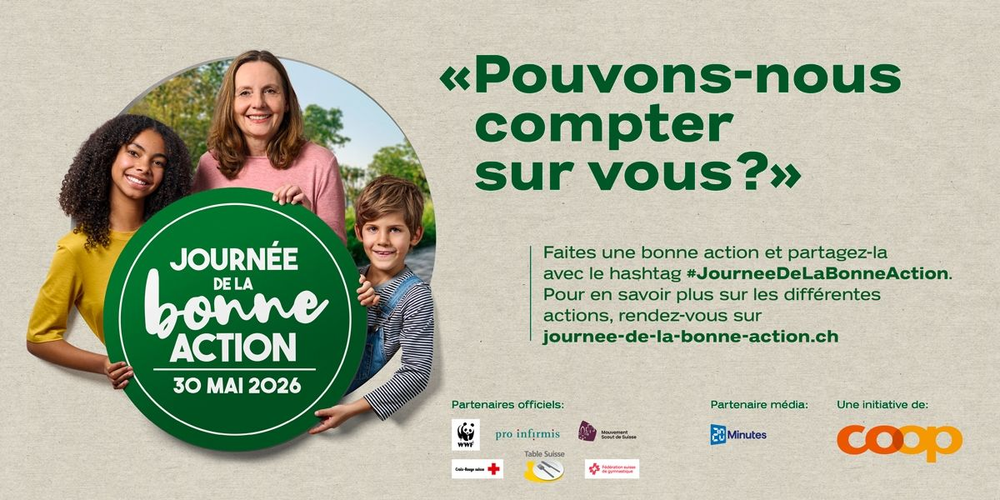 JOURNÉE
DE LA
bonne
ACTION
30 MAI 2026
«Pouvons-nous
compter
sur vous?»
Faites une bonne action et partagez-la
avec le hashtag #JourneeDeLaBonneAction.
Pour en savoir plus sur les différentes
actions, rendez-vous sur
journee-de-la-bonne-action.ch
Partenaires officiels:
WWF
pro infirmis
Mouvement
Scout de Suisse
Croix-Rouge suisse
Table Suisse
Fédération suisse
de gymnastique
Partenaire média:
20 Minutes
Une initiative de:
coop